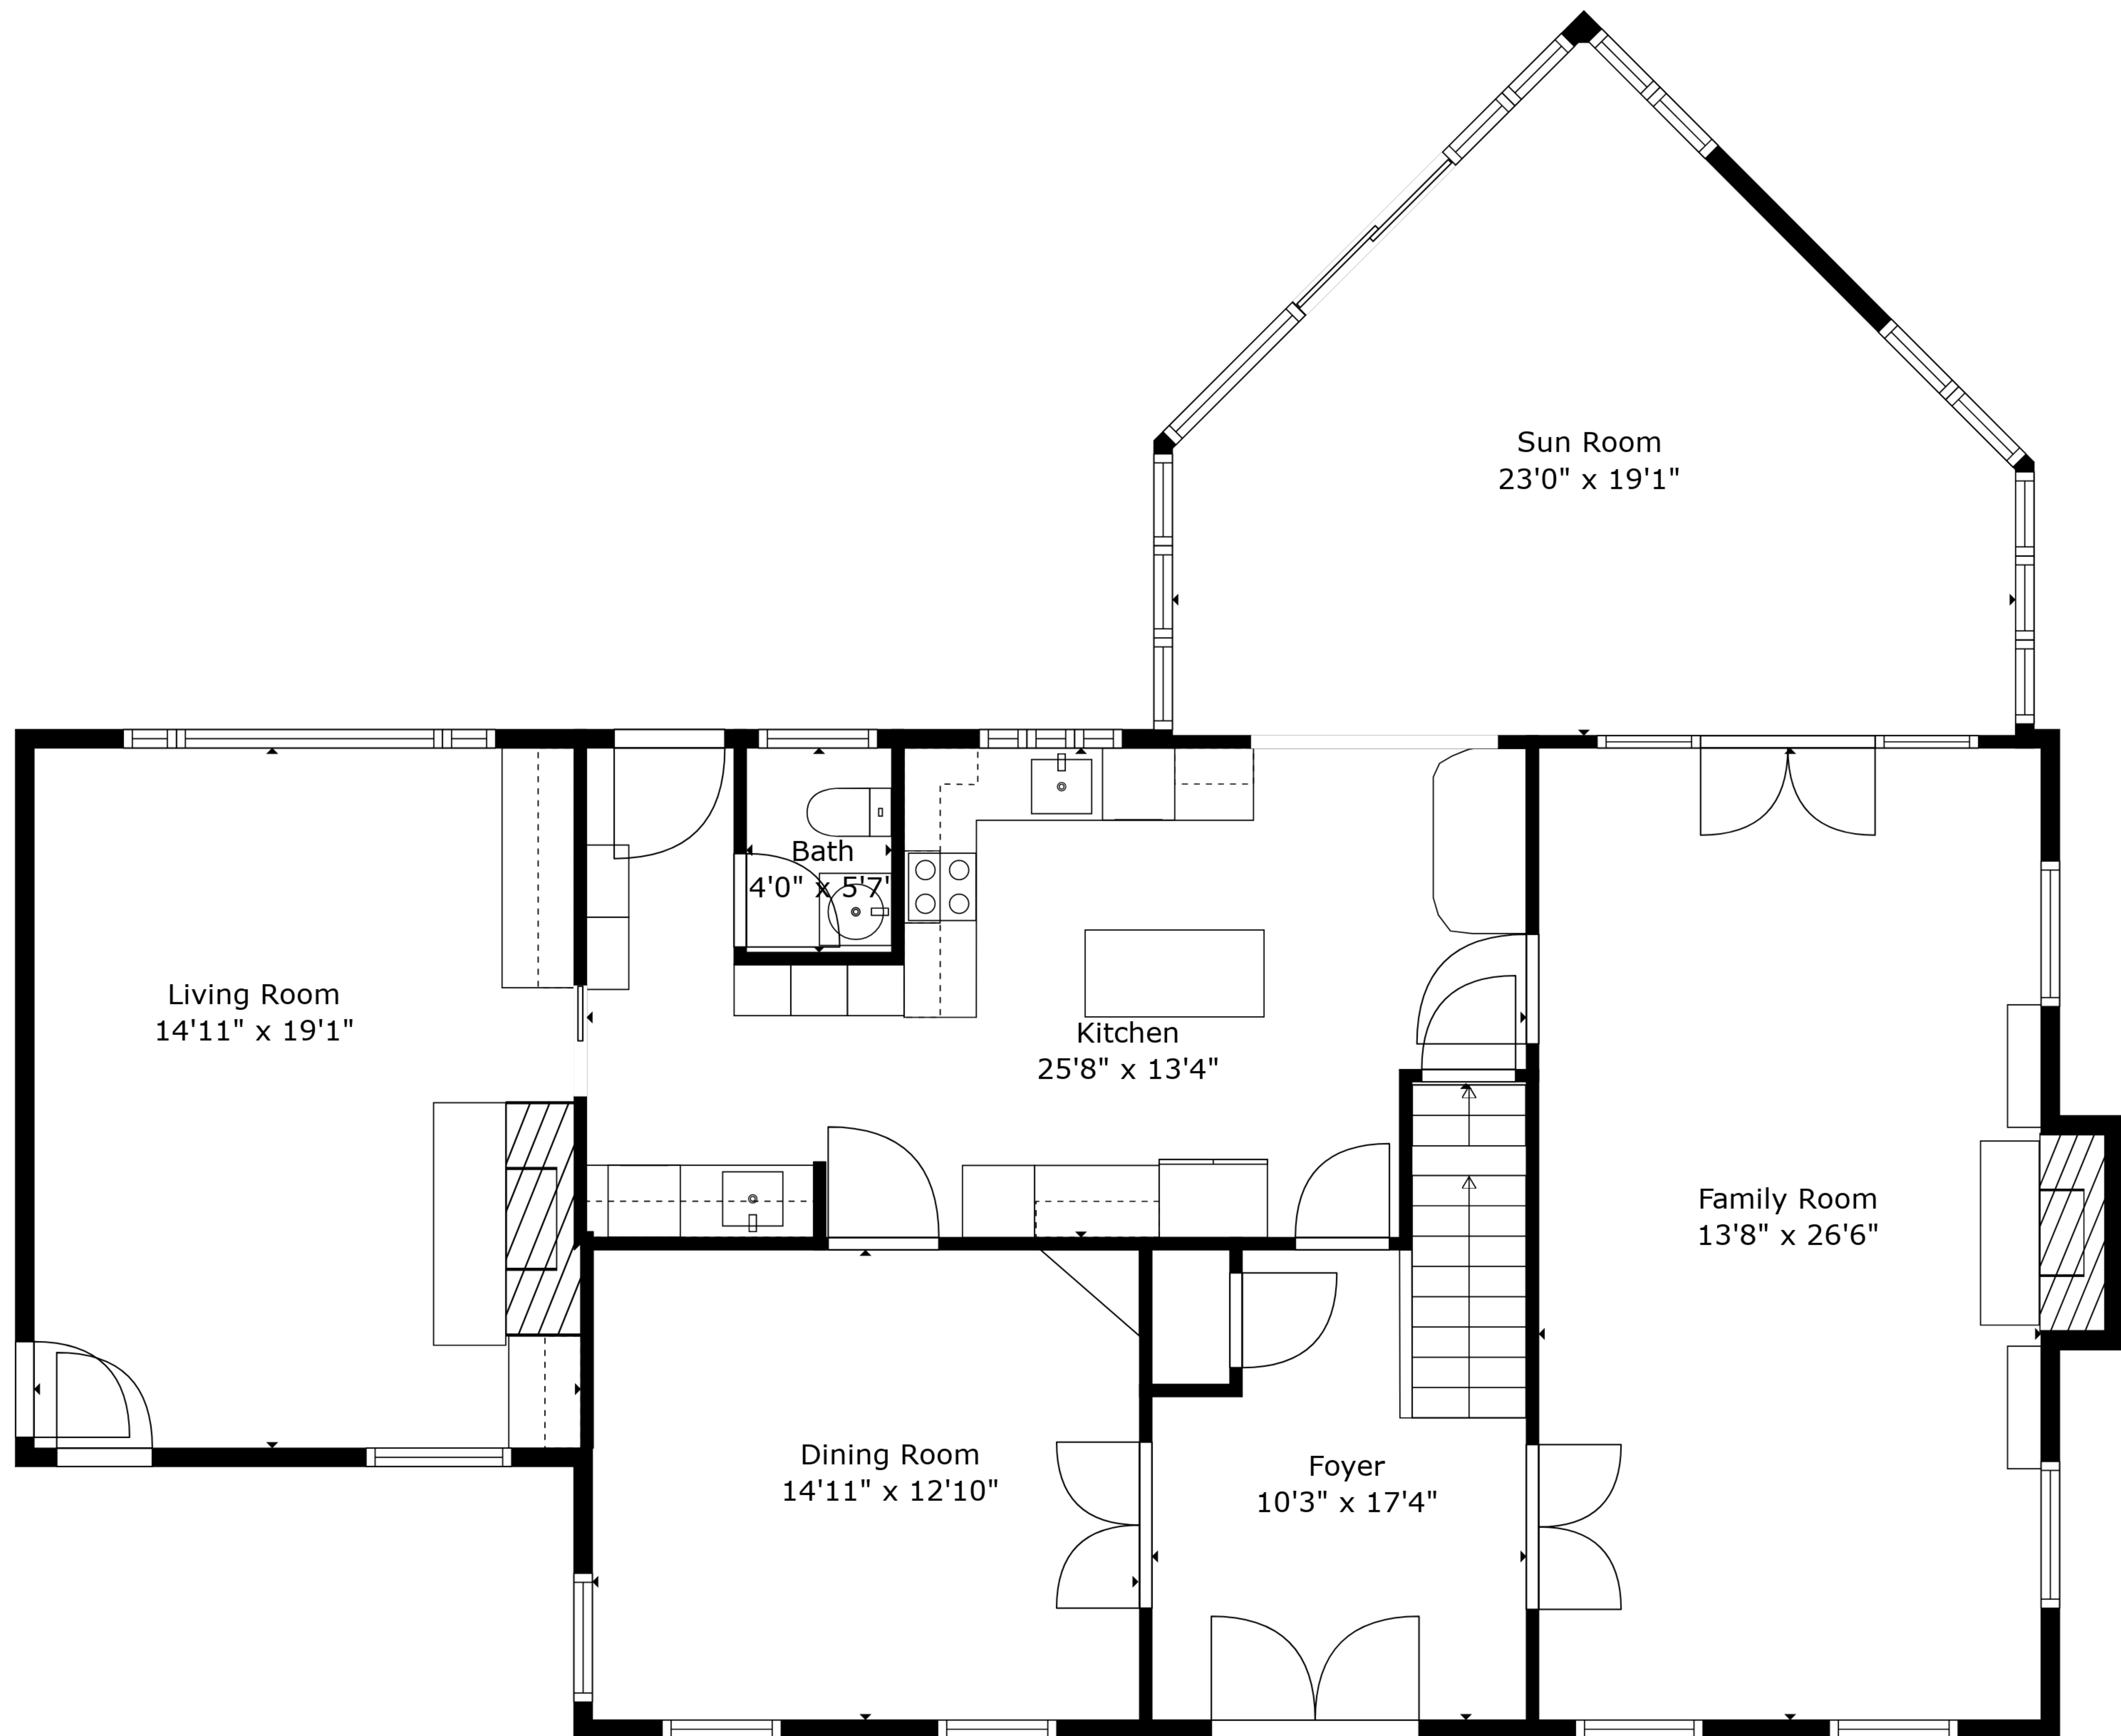 Sun Room
23'0" x 19'1"
Bath
4'0" x 5'7"
Living Room
14'11" x 19'1"
Kitchen
25'8" x 13'4"
Family Room
13'8" x 26'6"
Dining Room
14'11" x 12'10"
Foyer
10'3" x 17'4"